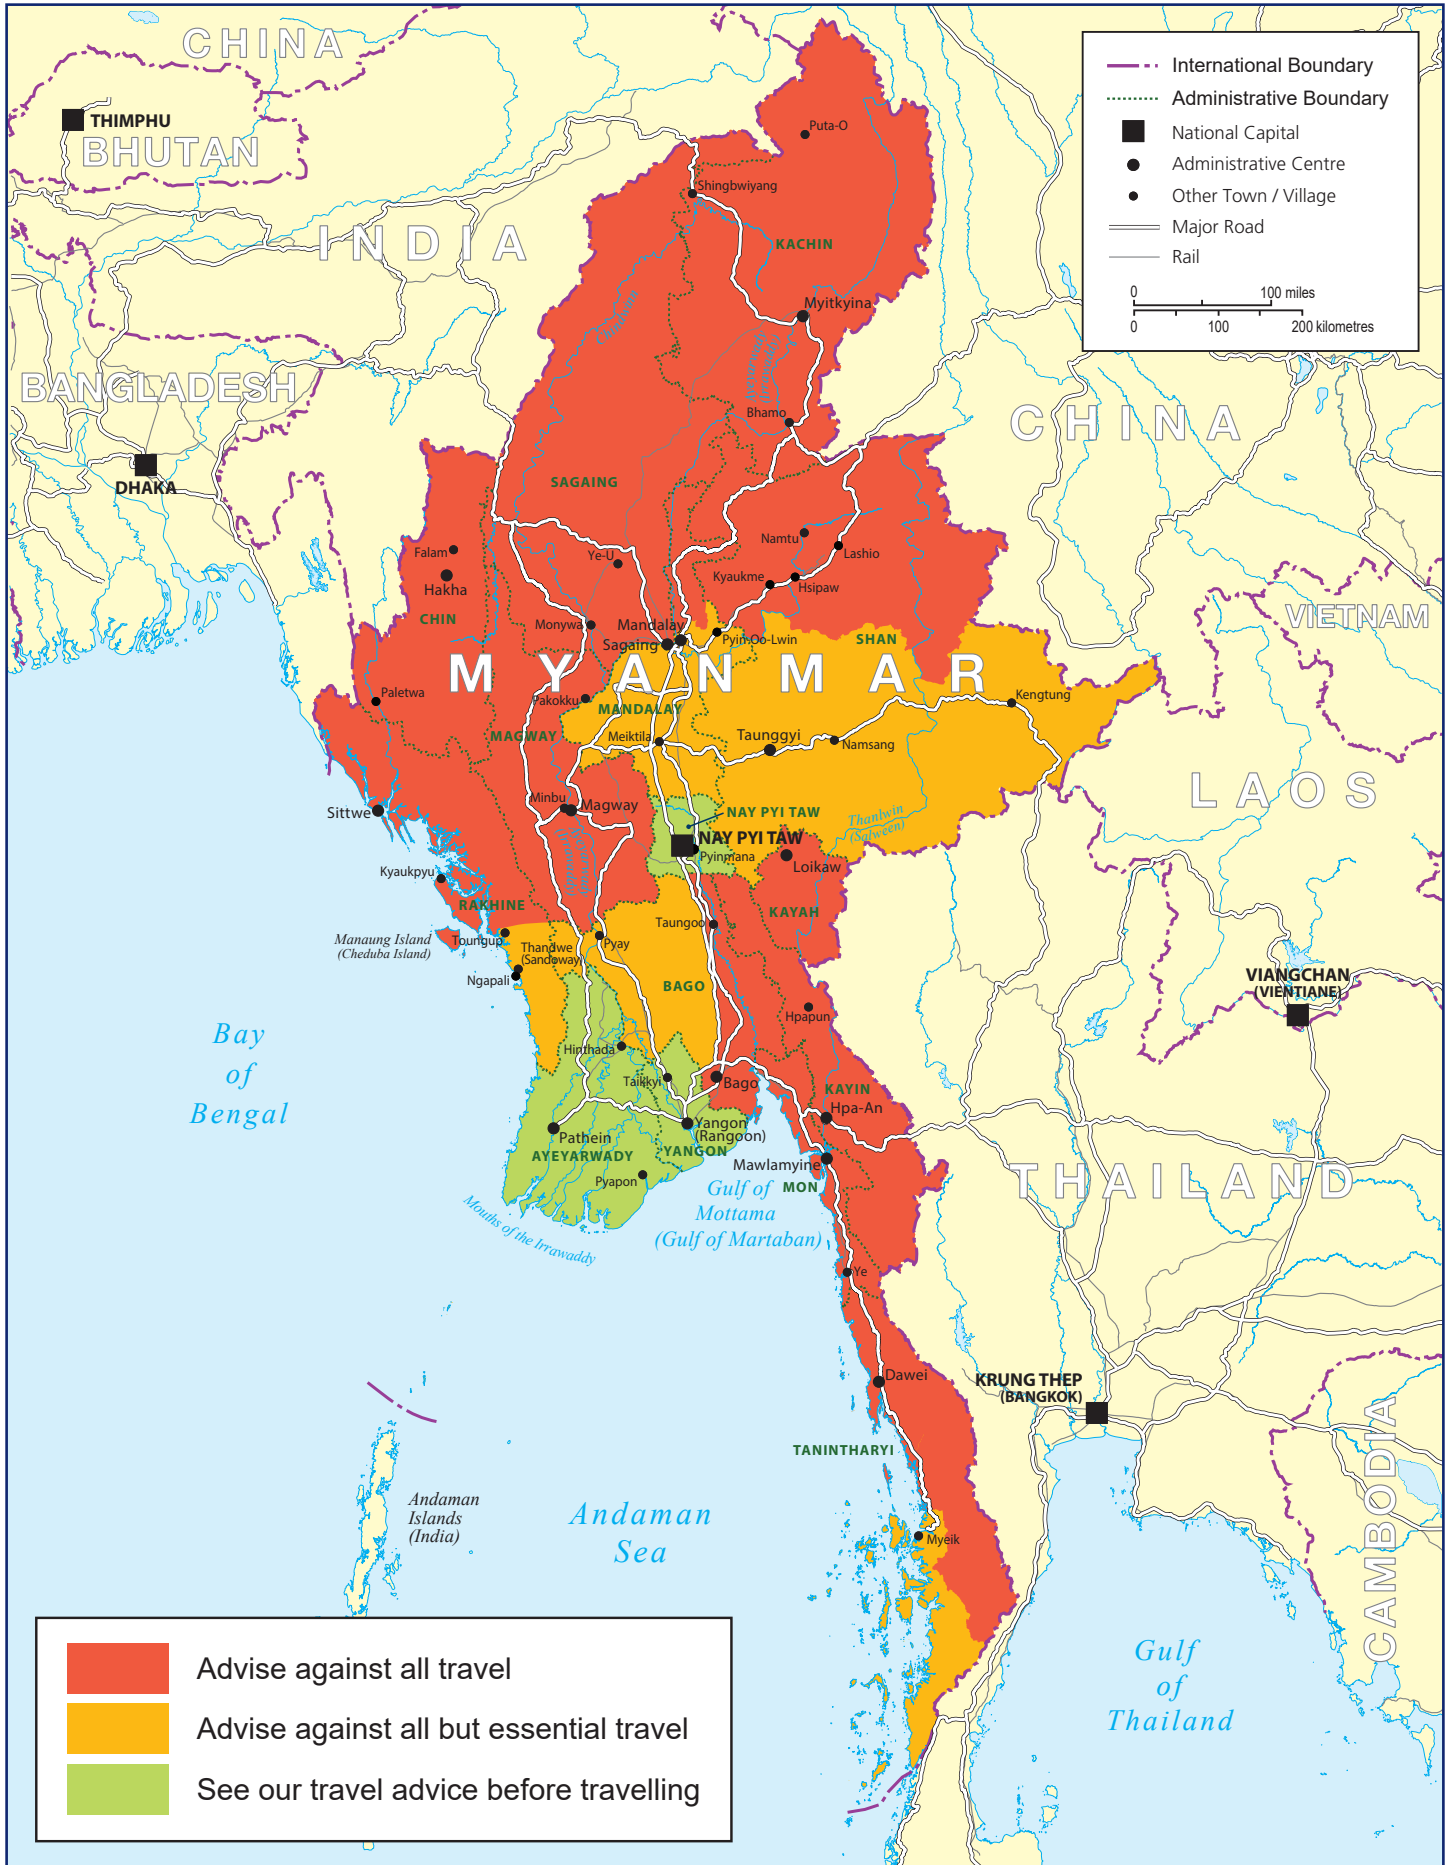 CHINA
THIMPHU
BHUTAN
INDIA
BANGLADESH
DHAKA
International Boundary
Administrative Boundary
National Capital
Administrative Centre
Other Town / Village
Major Road
Rail
0 100 miles
0 100 200 kilometres
Puta-O
Shingbwiyang
KACHIN
Myitkyina
Bhamo
CHINA
SAGAING
Falam
Hakha
CHIN
Ye-U
Namtu
Lashio
Kyaukme
Hsipaw
Monywa
Mandalay
Sagaing
Pyin-Oo-Lwin
SHAN
VIETNAM
MYANMAR
Paletwa
Pakokku
MANDALAY
Kengtung
MAGWAY
Meiktila
Taunggyi
Namsang
LAOS
Minbu
Magway
Sittwe
NAY PYI TAW
Thanlwin
(Salween)
NAY PYI TAW
Pyinmana
Loikaw
Kyaukpyu
RAKHINE
KAYAH
Manaung Island
(Cheduba Island)
Toungup
Thandwe
(Sandoway)
Pyay
Taungoo
Ngapali
BAGO
VIANGCHAN
(VIENTIANE)
Hpapun
Bay
of
Bengal
Hinthada
Taikkyi
Bago
KAYIN
Hpa-An
Pathein
Yangon
(Rangoon)
AYEYARWADY
YANGON
Mawlamyine
MON
Pyapon
THAILAND
Gulf of
Mottama
(Gulf of Martaban)
Mouths of the Irrawaddy
Ye
Dawei
KRUNG THEP
(BANGKOK)
TANINTHARYI
CAMBODIA
Andaman
Islands
(India)
Andaman
Sea
Myeik
Gulf
of
Thailand
Advise against all travel
Advise against all but essential travel
See our travel advice before travelling